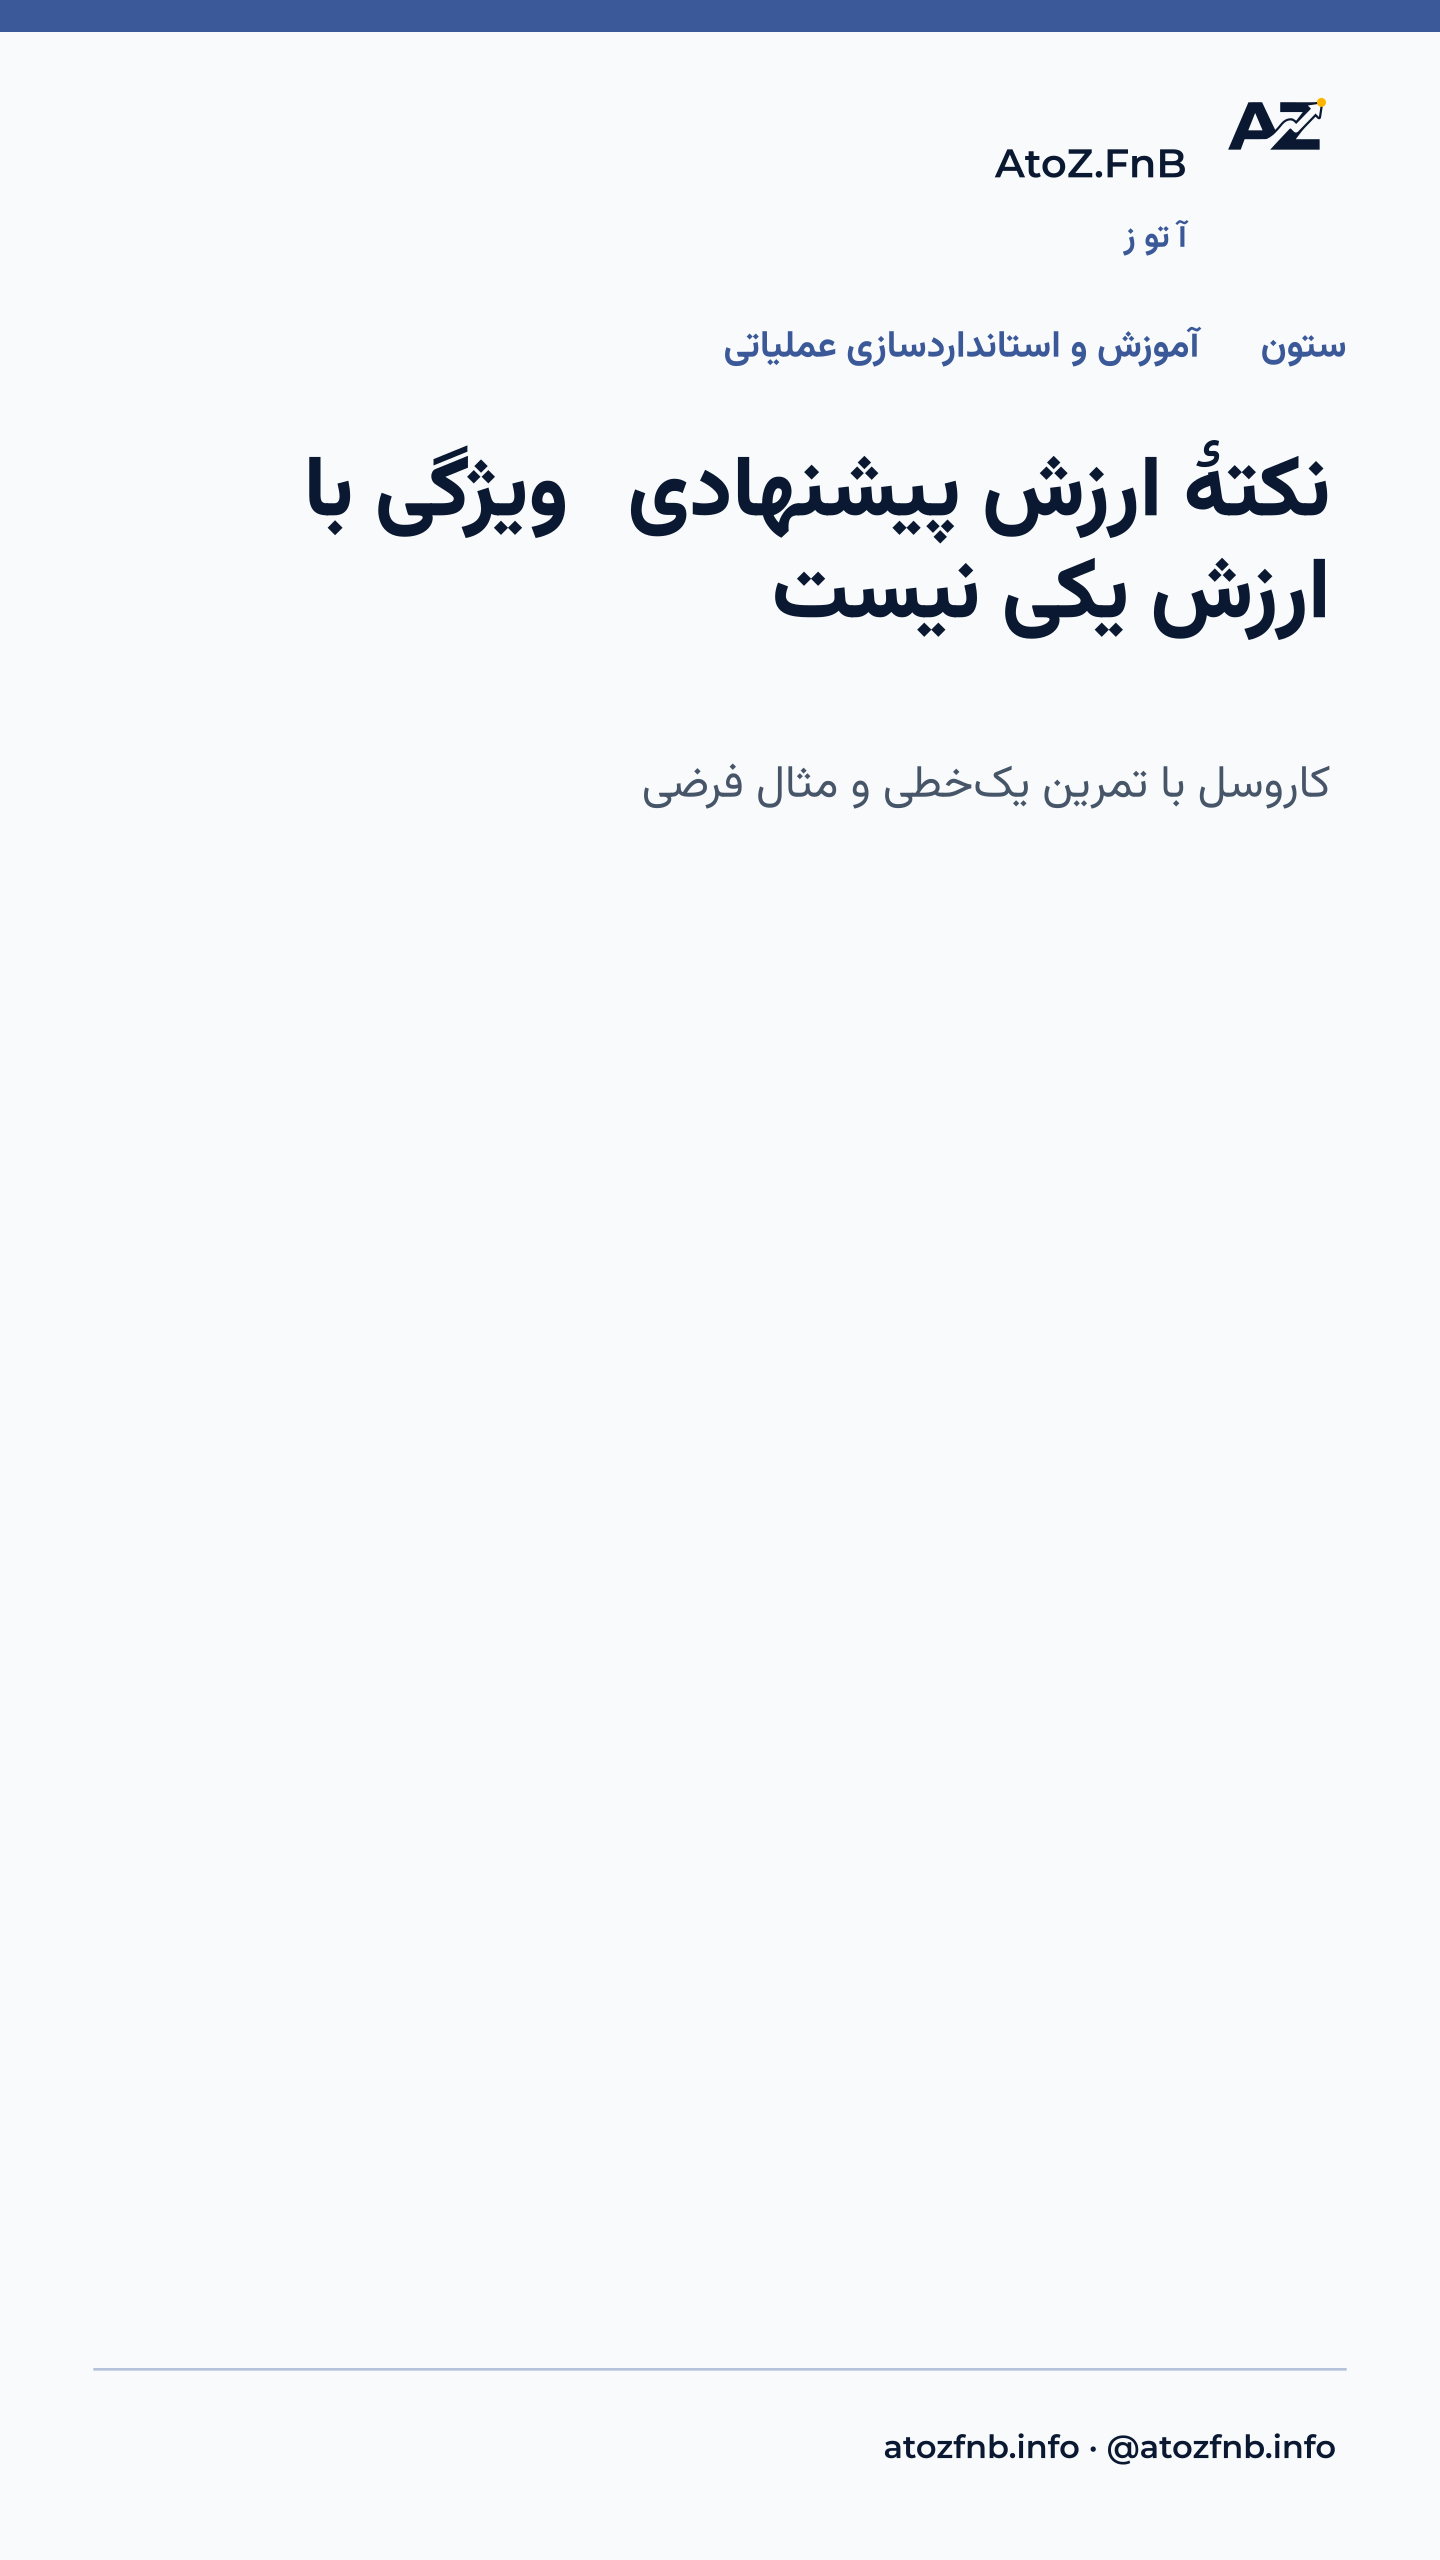 AZ
AtoZ.FnB
آ تو ز
ستون آموزش و استانداردسازی عملیاتی
نکتهٔ ارزش پیشنهادی ویژگی با
ارزش یکی نیست
کاروسل با تمرین یک‌خطی و مثال فرضی
atozfnb.info · @atozfnb.info